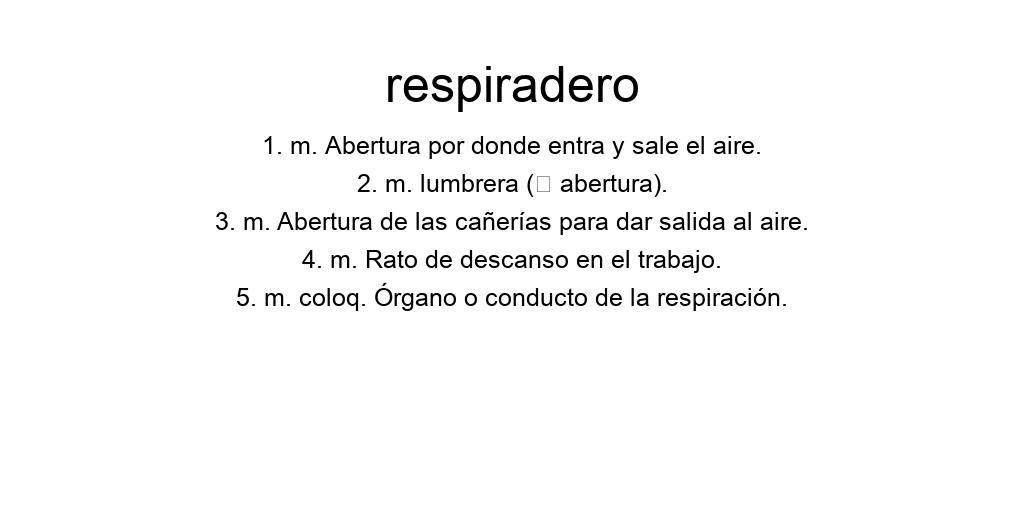 respiradero
1. m. Abertura por donde entra y sale el aire.
2. m. lumbrera (□ abertura).
3. m. Abertura de las cañerías para dar salida al aire.
4. m. Rato de descanso en el trabajo.
5. m. coloq. Órgano o conducto de la respiración.